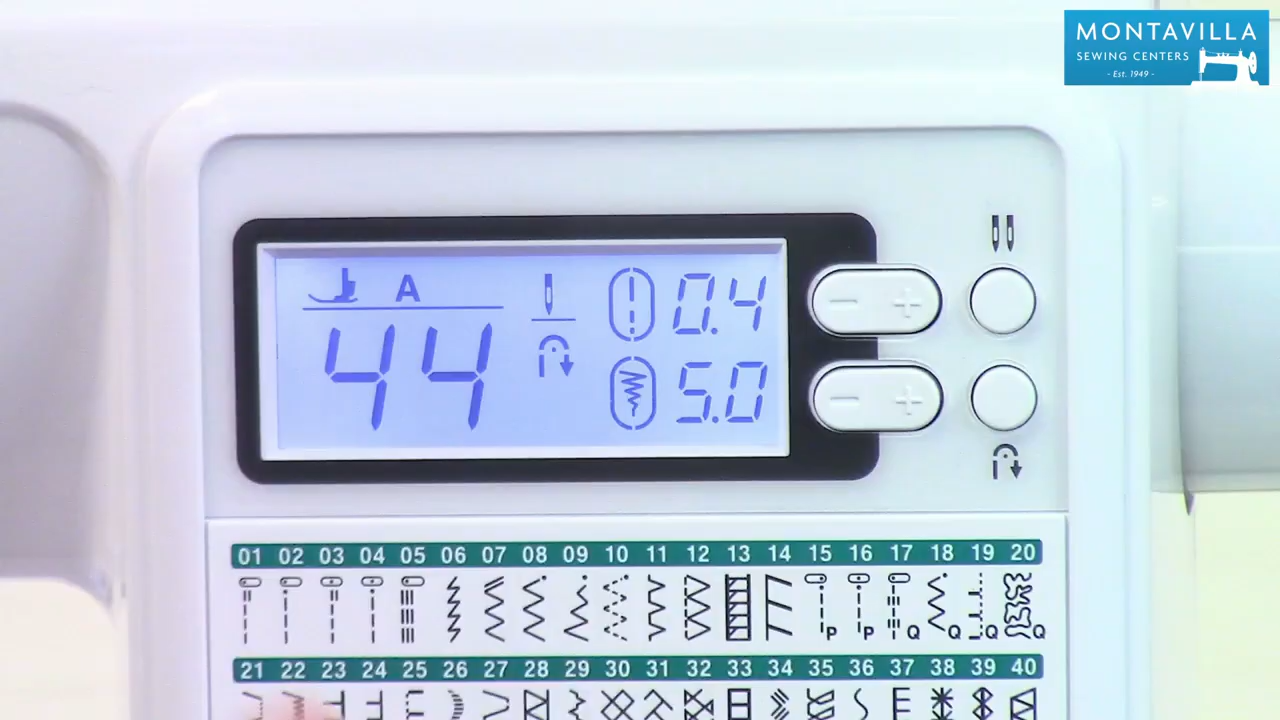 MONTAVILLA
SEWING CENTERS
- Est. 1949 -
A
44
0.4
5.0
01 02 03 04 05 06 07 08 09 10 11 12 13 14 15 16 17 18 19 20
P P Q Q Q Q
21 22 23 24 25 26 27 28 29 30 31 32 33 34 35 36 37 38 39 40